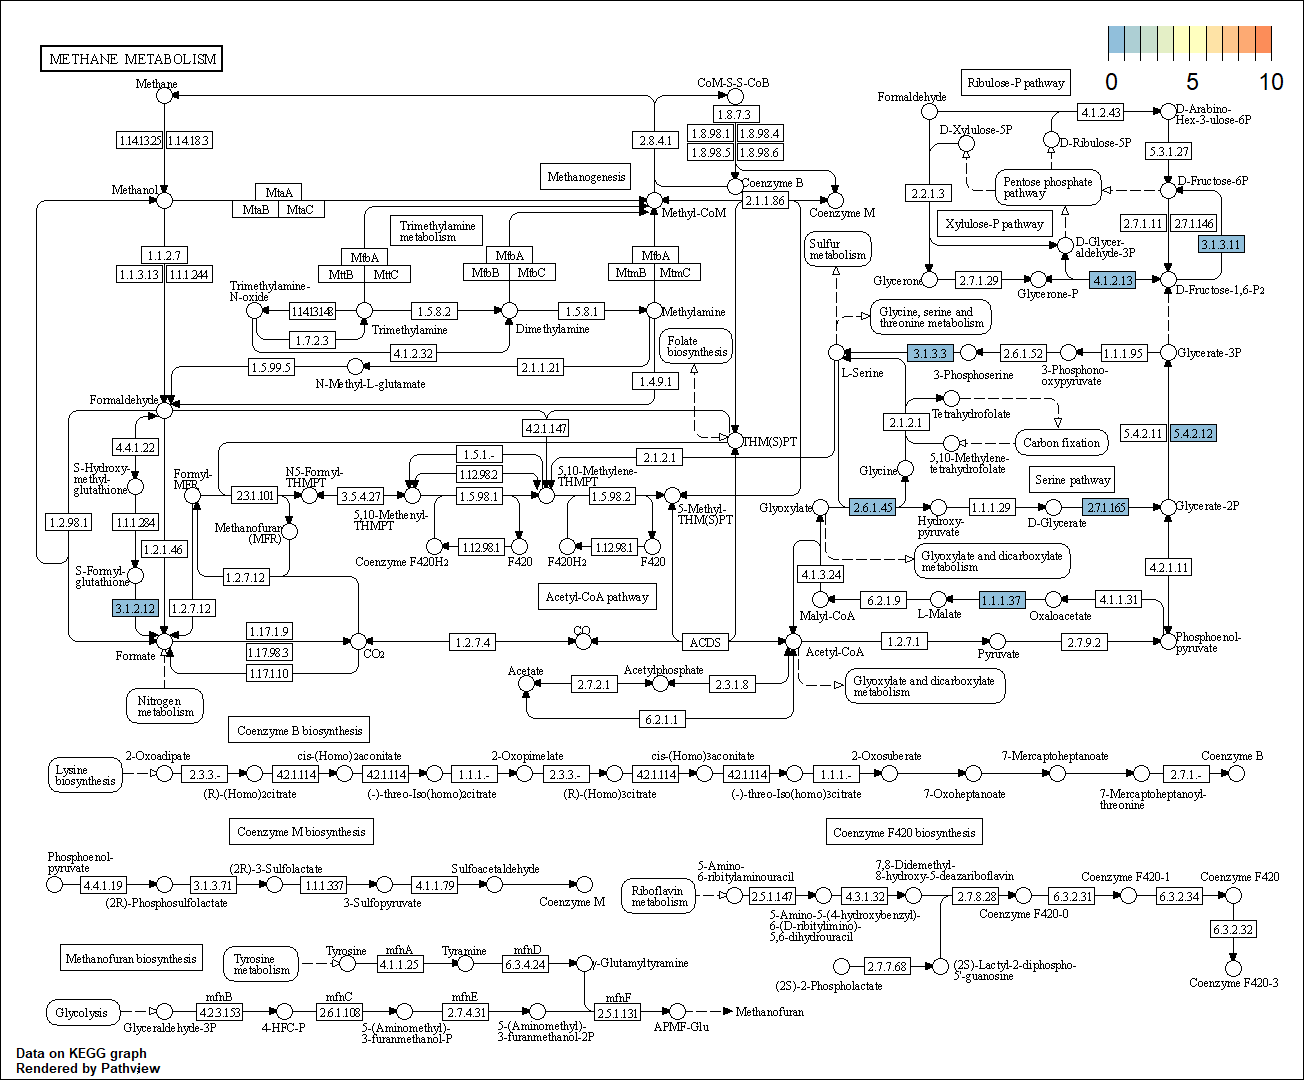 METHANE METABOLISM
0 5 10
Methane
CoM-S-S-CoB
Ribulose-P pathway
Formaldehyde
1.14.13.25
1.14.18.3
2.8.4.1
1.8.7.3
1.8.98.1
1.8.98.4
1.8.98.5
1.8.98.6
4.1.2.43
D-Arabino-
Hex-3-ulose-6P
D-Xylulose-5P
D-Ribulose-5P
5.3.1.27
Methanogenesis
Methanol
MtaA
MtaB
MtaC
Coenzyme B
2.1.1.86
Methyl-CoM
Coenzyme M
2.2.1.3
Pentose phosphate
pathway
D-Fructose-6P
Xylulose-P pathway
2.7.1.11
2.7.1.146
3.1.3.11
Trimethylamine
metabolism
Sulfur
metabolism
D-Glycer-
aldehyde-3P
1.1.2.7
1.1.3.13
1.1.1.244
MfbA
MttB
MttC
MfbA
MfbB
MfbC
MfbA
MtmB
MtmC
Glycerone
2.7.1.29
Glycerone-P
4.1.2.13
D-Fructose-1,6-P2
Trimethylamine-
N-oxide
1.14.13.148
1.5.8.2
1.5.8.1
Methylamine
Trimethylamine
Dimethylamine
1.7.2.3
4.1.2.32
Glycine, serine and
threonine metabolism
Folate
biosynthesis
1.5.99.5
2.1.1.21
N-Methyl-L-glutamate
1.4.9.1
L-Serine
3.1.3.3
3-Phosphoserine
2.6.1.52
3-Phosphono-
oxypyruvate
1.1.1.95
Glycerate-3P
Formaldehyde
4.2.1.147
THM(S)PT
Tetrahydrofolate
2.1.2.1
Carbon fixation
5,10-Methylene-
tetrahydrofolate
5.4.2.11
5.4.2.12
4.4.1.22
1.5.1.-
1.12.98.2
2.1.2.1
S-Hydroxy-
methyl-
glutathione
Formyl-
MFR
N5-Formyl-
THMPT
5,10-Methylene-
THMPT
Glycine
Serine pathway
2.3.1.101
3.5.4.27
1.5.98.1
1.5.98.2
5,10-Methenyl-
THMPT
5-Methyl-
THM(S)PT
Glyoxylate
2.6.1.45
Hydroxy-
pyruvate
1.1.1.29
D-Glycerate
2.7.1.165
Glycerate-2P
1.2.98.1
1.1.1.284
Methanofuran
(MFR)
1.2.1.46
Coenzyme F420H2
1.12.98.1
F420
F420H2
1.12.98.1
F420
Glyoxylate and dicarboxylate
metabolism
4.2.1.11
S-Formyl-
glutathione
1.2.7.12
4.1.3.24
Acetyl-CoA pathway
3.1.2.12
1.2.7.12
Malyl-CoA
6.2.1.9
L-Malate
1.1.1.37
Oxaloacetate
4.1.1.31
Formate
1.17.1.9
1.17.98.3
1.17.1.10
CO2
1.2.7.4
CO
ACDS
Acetyl-CoA
1.2.7.1
Pyruvate
2.7.9.2
Phosphoenol-
pyruvate
Nitrogen
metabolism
Acetate
2.7.2.1
Acetylphosphate
2.3.1.8
6.2.1.1
Glyoxylate and dicarboxylate
metabolism
Coenzyme B biosynthesis
Lysine
biosynthesis
2-Oxoadipate
2.3.3.-
(R)-(Homo)2citrate
4.2.1.114
cis-(Homo)2aconitate
4.2.1.114
(-)-threo-Iso(homo)2citrate
1.1.1.-
2-Oxopimelate
2.3.3.-
(R)-(Homo)3citrate
4.2.1.114
cis-(Homo)3aconitate
4.2.1.114
(-)-threo-Iso(homo)3citrate
1.1.1.-
2-Oxosuberate
7-Oxoheptanoate
7-Mercaptoheptanoate
7-Mercaptoheptanoyl-
threonine
2.7.1.-
Coenzyme B
Coenzyme M biosynthesis
Coenzyme F420 biosynthesis
Phosphoenol-
pyruvate
4.4.1.19
(2R)-Phosphosulfolactate
3.1.3.71
(2R)-3-Sulfolactate
1.1.1.337
3-Sulfopyruvate
4.1.1.79
Sulfoacetaldehyde
Coenzyme M
Riboflavin
metabolism
5-Amino-
6-ribitylaminouracil
2.5.1.147
5-Amino-5-(4-hydroxybenzyl)-
6-(D-ribitylimino)-
5,6-dihydrouracil
4.3.1.32
7,8-Didemethyl-
8-hydroxy-5-deazariboflavin
2.7.8.28
Coenzyme F420-0
6.3.2.31
Coenzyme F420-1
6.3.2.34
Coenzyme F420
6.3.2.32
Coenzyme F420-3
2.7.7.68
(2S)-2-Phospholactate
(2S)-Lactyl-2-diphospho-
5'-guanosine
Methanofuran biosynthesis
Tyrosine
metabolism
Tyrosine
mfnA
4.1.1.25
Tyramine
mfnD
6.3.4.24
γ-Glutamyltyramine
Glycolysis
Glyceraldehyde-3P
mfnB
4.2.3.153
4-HFC-P
mfnC
2.6.1.108
5-(Aminomethyl)-
3-furanmethanol-P
mfnE
2.7.4.31
5-(Aminomethyl)-
3-furanmethanol-2P
mfnF
2.5.1.131
APMF-Glu
Methanofuran
Data on KEGG graph
Rendered by Pathview